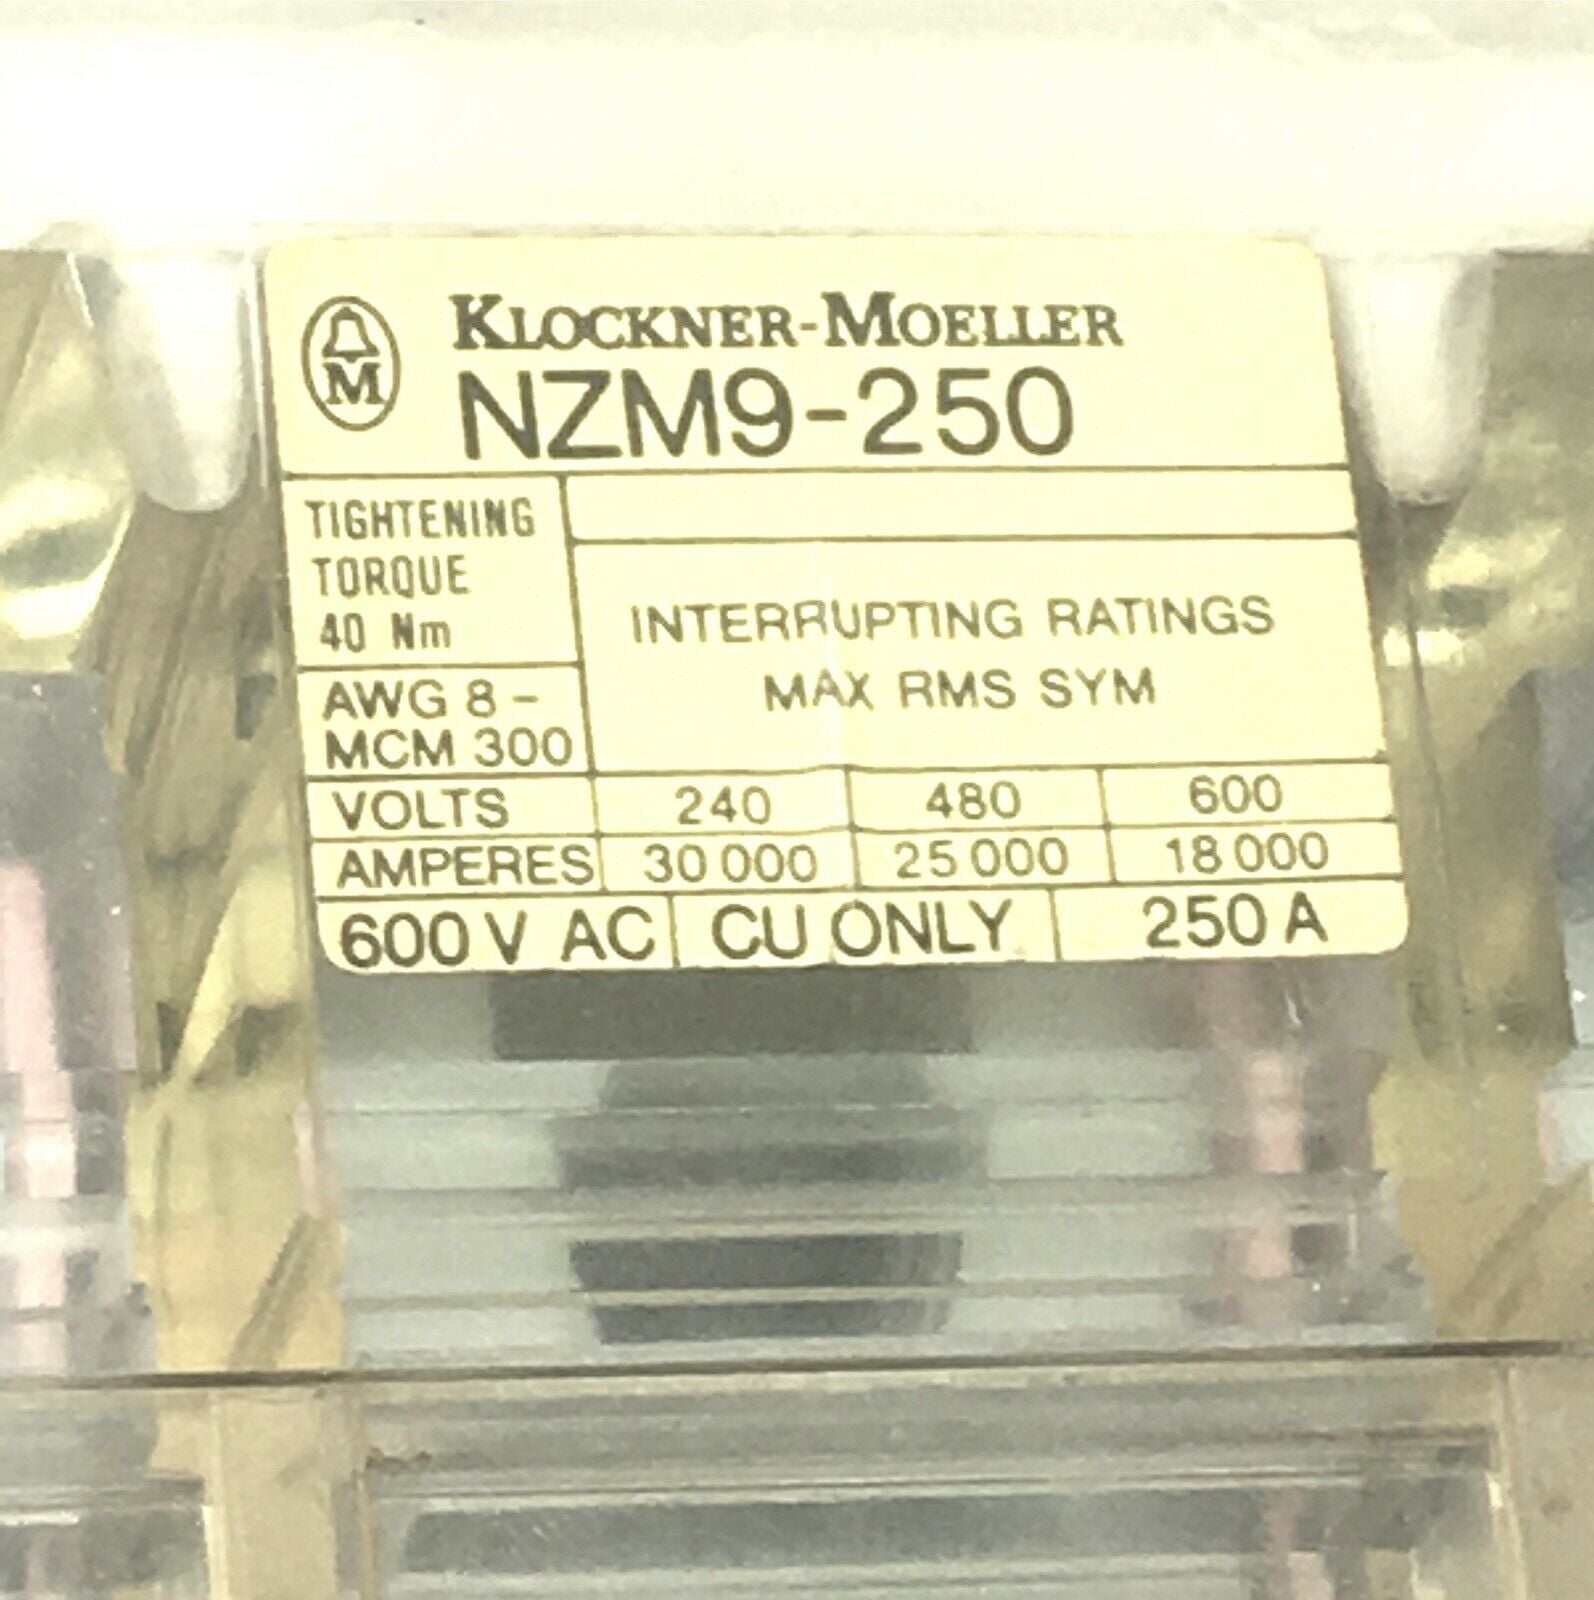 M
KLOCKNER-MOELLER
NZM9-250
TIGHTENING
TORQUE
40 Nm
AWG 8 -
MCM 300
INTERRUPTING RATINGS
MAX RMS SYM
VOLTS 240 480 600
AMPERES 30 000 25 000 18 000
600 V AC CU ONLY 250 A